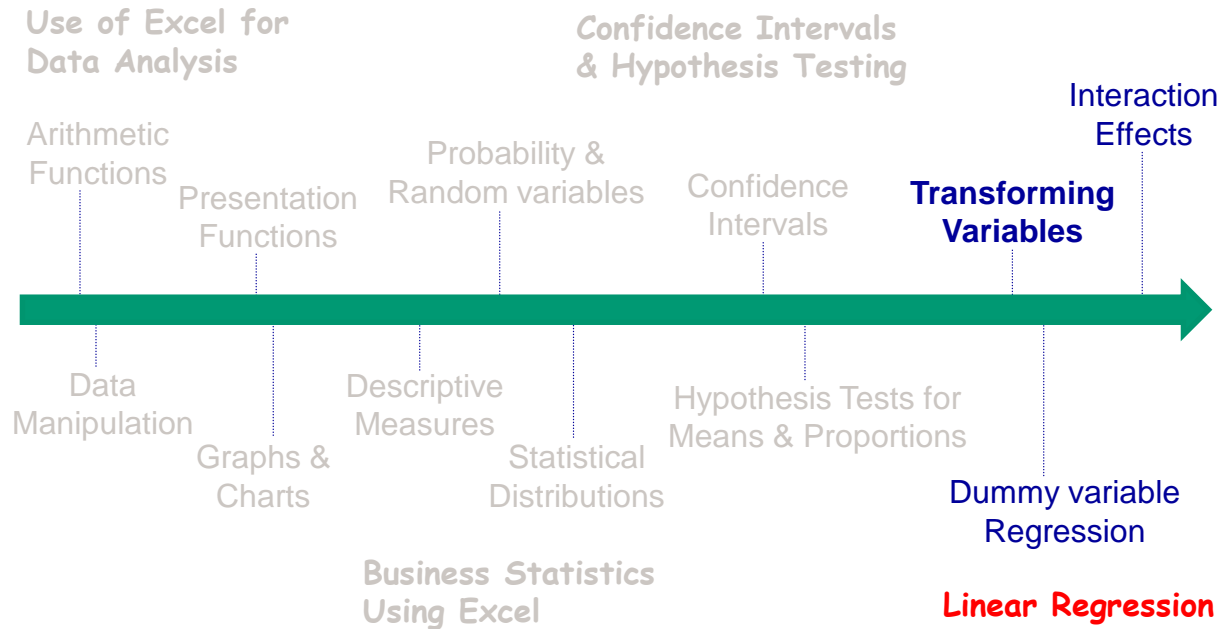 Use of Excel for
Data Analysis
Confidence Intervals
& Hypothesis Testing
Interaction
Effects
Arithmetic
Functions
Presentation
Functions
Probability &
Random variables
Confidence
Intervals
Transforming
Variables
Data
Manipulation
Graphs &
Charts
Descriptive
Measures
Statistical
Distributions
Hypothesis Tests for
Means & Proportions
Dummy variable
Regression
Business Statistics
Using Excel
Linear Regression